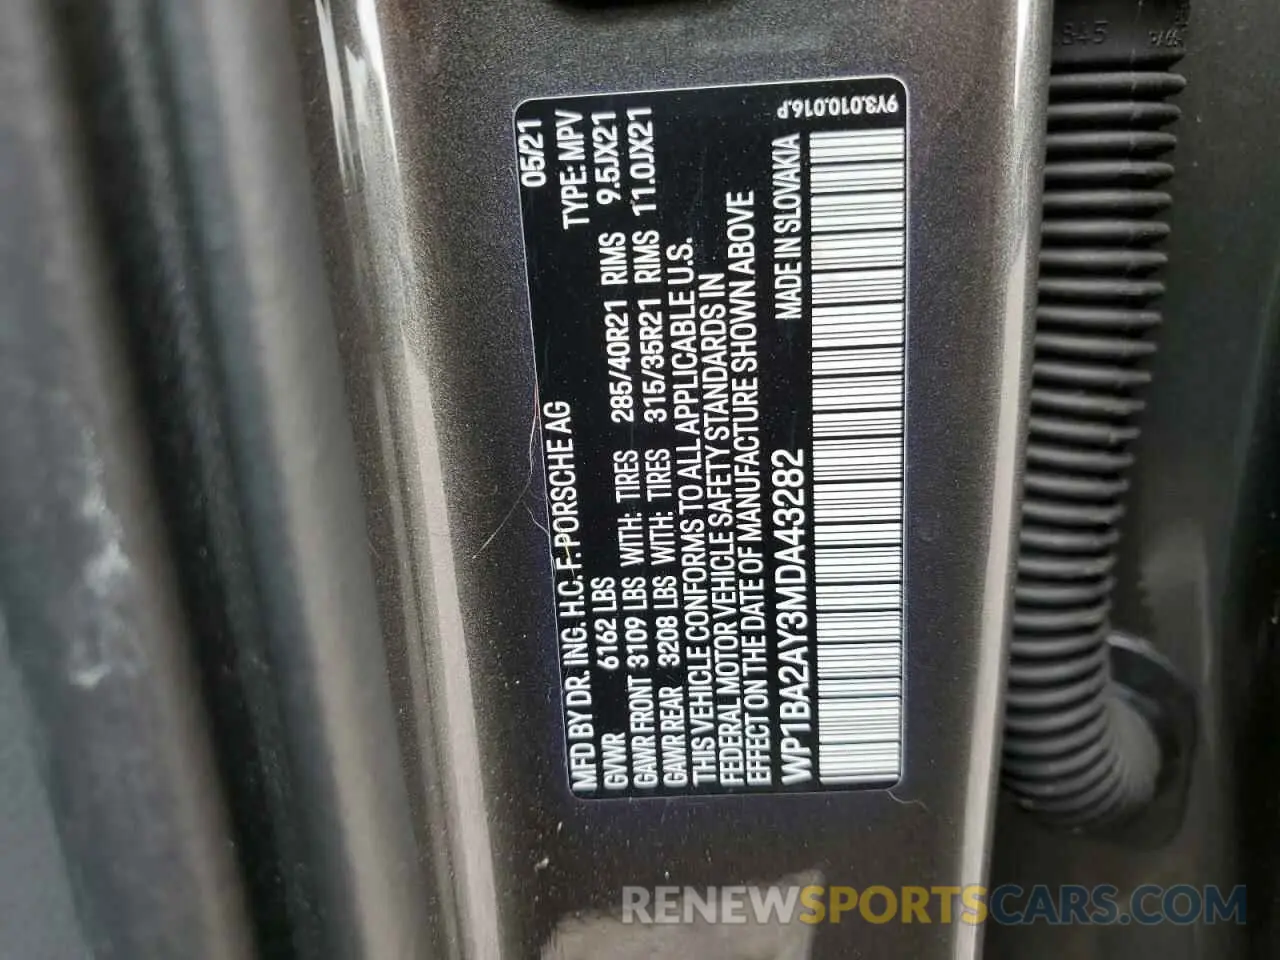 MFD BY DR. ING. H.C. F. PORSCHE AG 05/21
GVWR 6162 LBS TYPE: MPV
GAWR FRONT 3109 LBS WITH: TIRES 285/40R21 RIMS 9.5JX21
GAWR REAR 3208 LBS WITH: TIRES 315/35R21 RIMS 11.0JX21
THIS VEHICLE CONFORMS TO ALL APPLICABLE U.S.
FEDERAL MOTOR VEHICLE SAFETY STANDARDS IN
EFFECT ON THE DATE OF MANUFACTURE SHOWN ABOVE
WP1BA2AY3MDA43282 MADE IN SLOVAKIA
9Y3.010.016.P
RENEWSPORTSCARS.COM